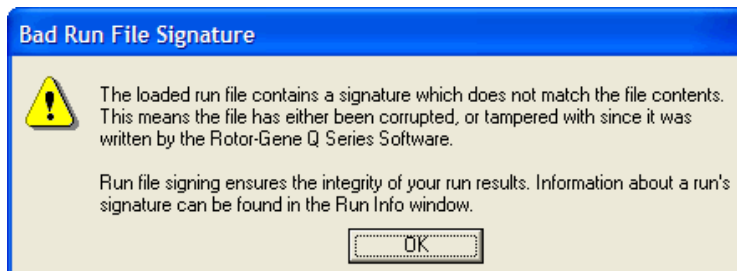 Bad Run File Signature
The loaded run file contains a signature which does not match the file contents.
This means the file has either been corrupted, or tampered with since it was
written by the Rotor-Gene Q Series Software.
Run file signing ensures the integrity of your run results. Information about a run's
signature can be found in the Run Info window.
OK